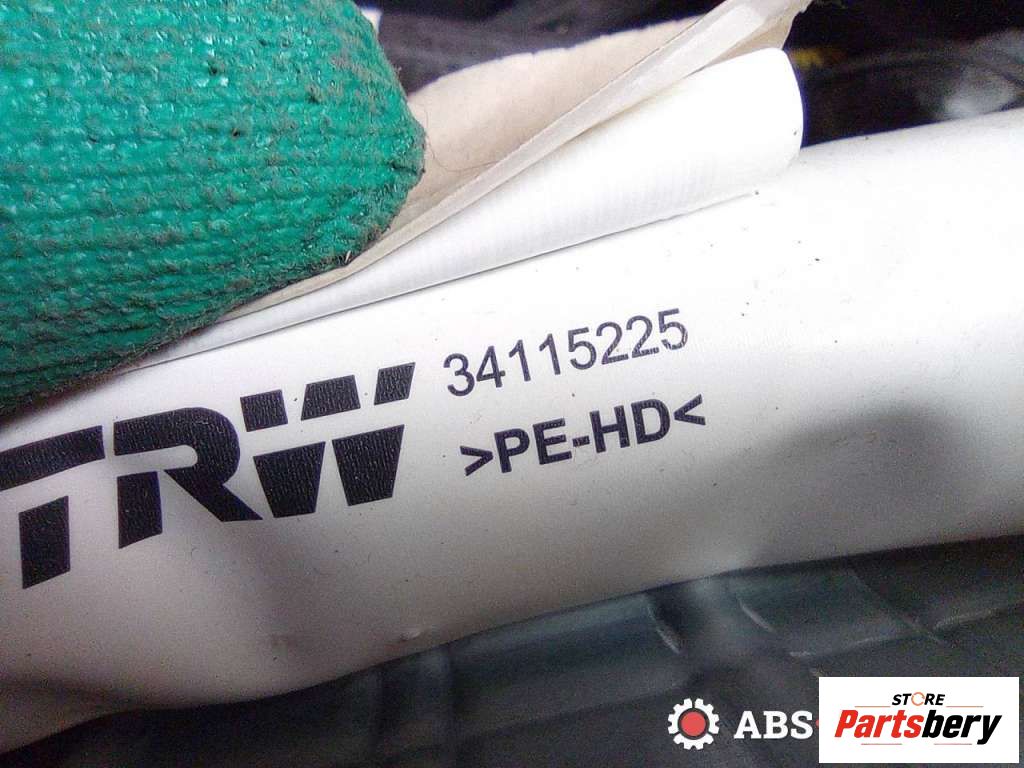 34115225
TRW
>PE-HD<
ABS-
STORE
Partsbery